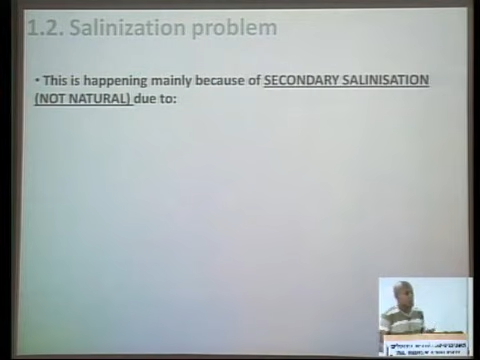 1.2. Salinization problem
• This is happening mainly because of SECONDARY SALINISATION
(NOT NATURAL) due to: